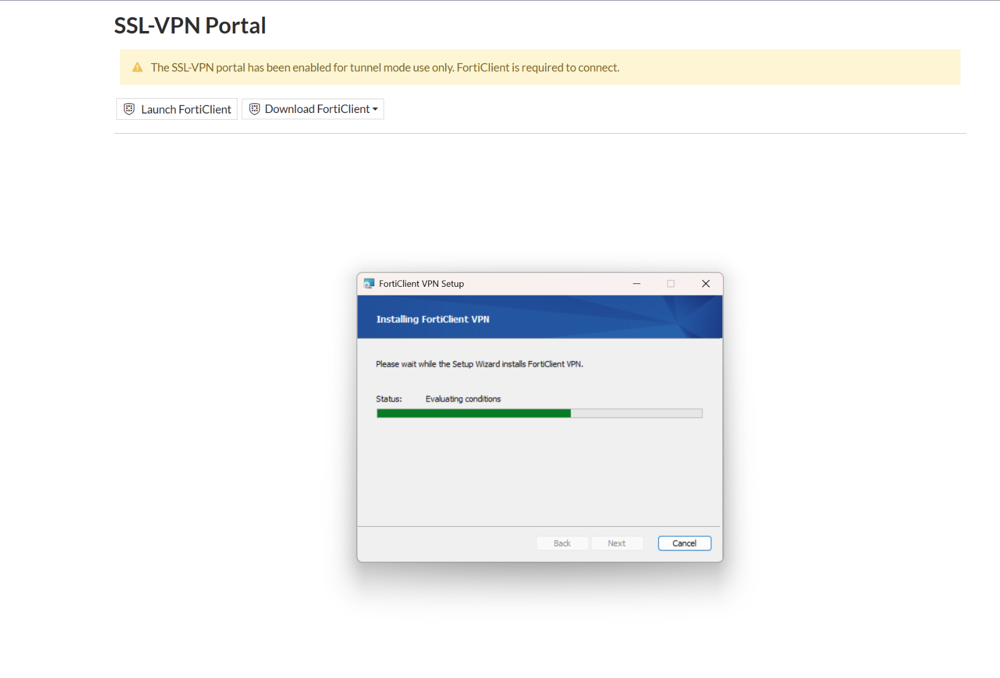 SSL-VPN Portal
The SSL-VPN portal has been enabled for tunnel mode use only. FortiClient is required to connect.
Launch FortiClient
Download FortiClient
FortiClient VPN Setup
Installing FortiClient VPN
Please wait while the Setup Wizard installs FortiClient VPN.
Status: Evaluating conditions
Back Next Cancel